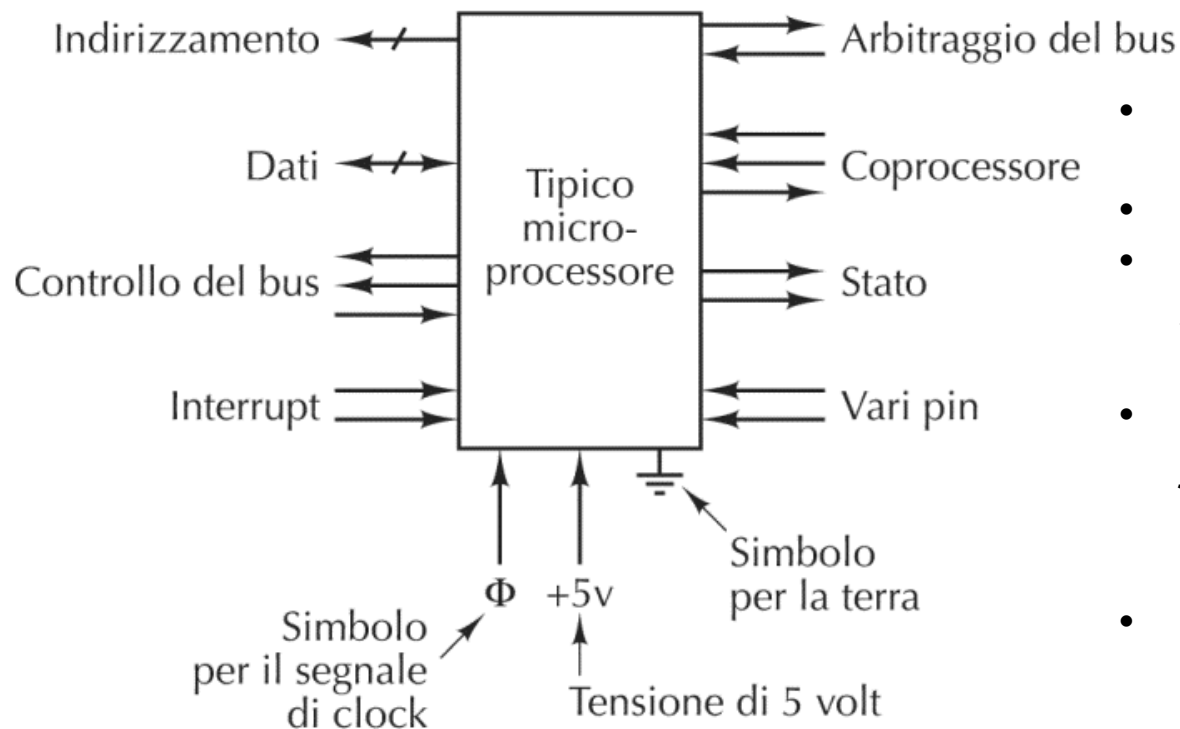 Indirizzamento
Dati
Controllo del bus
Interrupt
Tipico
micro-
processore
Arbitraggio del bus
Coprocessore
Stato
Vari pin
Φ
+5v
Simbolo
per il segnale
di clock
Tensione di 5 volt
Simbolo
per la terra